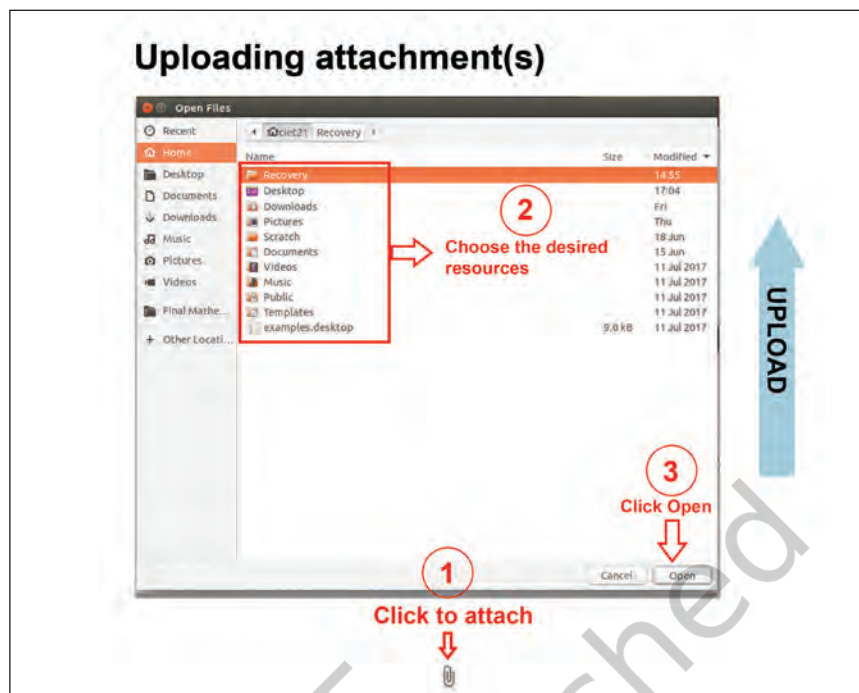 Uploading attachment(s)
Open Files
Recent
Home
Desktop
Documents
Downloads
Music
Pictures
Videos
Final Mathe...
+ Other Locati...
ciet21 Recovery
Name Size Modified
Recovery 14:55
Desktop 17:04
Downloads Fri
Pictures Thu
Scratch 18 Jun
Documents 15 Jun
Videos 11 Jul 2017
Music 11 Jul 2017
Public 11 Jul 2017
Templates 11 Jul 2017
examples.desktop 9.0 kB 11 Jul 2017
2
Choose the desired
resources
UPLOAD
3
Click Open
Cancel Open
1
Click to attach
shed